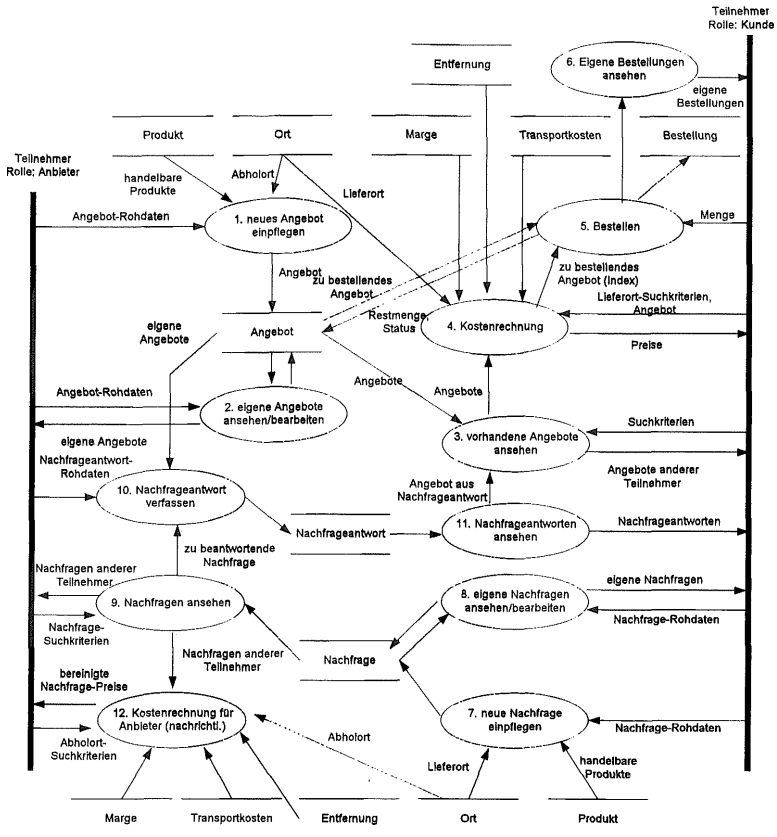 Teilnehmer
Rolle: Kunde
6. Eigene Bestellungen
ansehen
Entfernung
eigene
Bestellungen
Produkt
Ort
Marge
Transportkosten
Bestellung
Teilnehmer
Rolle: Anbieter
handelbare
Produkte
Abholort
Lieferort
Angebot-Rohdaten
1. neues Angebot
einpflegen
5. Bestellen
Menge
Angebot
zu bestellendes
Angebot
zu bestellendes
Angebot (Index)
Lieferort-Suchkriterien,
Angebot
eigene
Angebote
Angebot
Restmenge,
Status
4. Kostenrechnung
Preise
Angebot-Rohdaten
2. eigene Angebote
ansehen/bearbeiten
Angebote
Angebote
Suchkriterien
3. vorhandene Angebote
ansehen
eigene Angebote
Nachfrageantwort-
Rohdaten
Angebote anderer
Teilnehmer
10. Nachfrageantwort
verfassen
Angebot aus
Nachfrageantwort
Nachfrageantwort
11. Nachfrageantworten
ansehen
Nachfrageantworten
zu beantwortende
Nachfrage
Nachfragen anderer
Teilnehmer
9. Nachfragen ansehen
8. eigene Nachfragen
ansehen/bearbeiten
eigene Nachfragen
Nachfrage-Rohdaten
Nachfrage-
Suchkriterien
Nachfragen anderer
Teilnehmer
Nachfrage
bereinigte
Nachfrage-Preise
12. Kostenrechnung für
Anbieter (nachrichtl.)
7. neue Nachfrage
einpflegen
Nachfrage-Rohdaten
Abholort-
Suchkriterien
Abholort
Lieferort
handelbare
Produkte
Marge
Transportkosten
Entfernung
Ort
Produkt